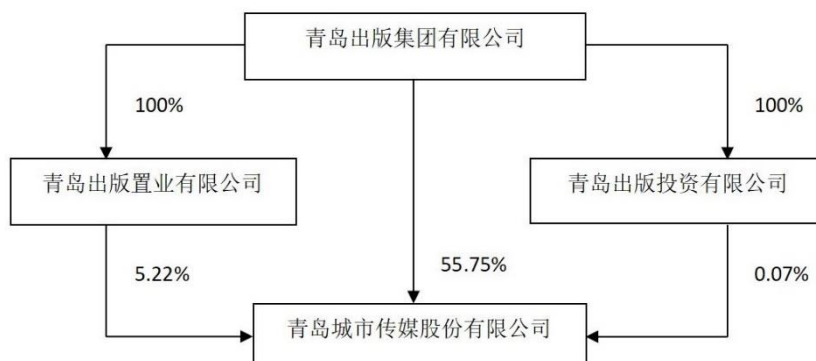 青岛出版集团有限公司
100%
100%
青岛出版置业有限公司
青岛出版投资有限公司
5.22%
55.75%
0.07%
青岛城市传媒股份有限公司